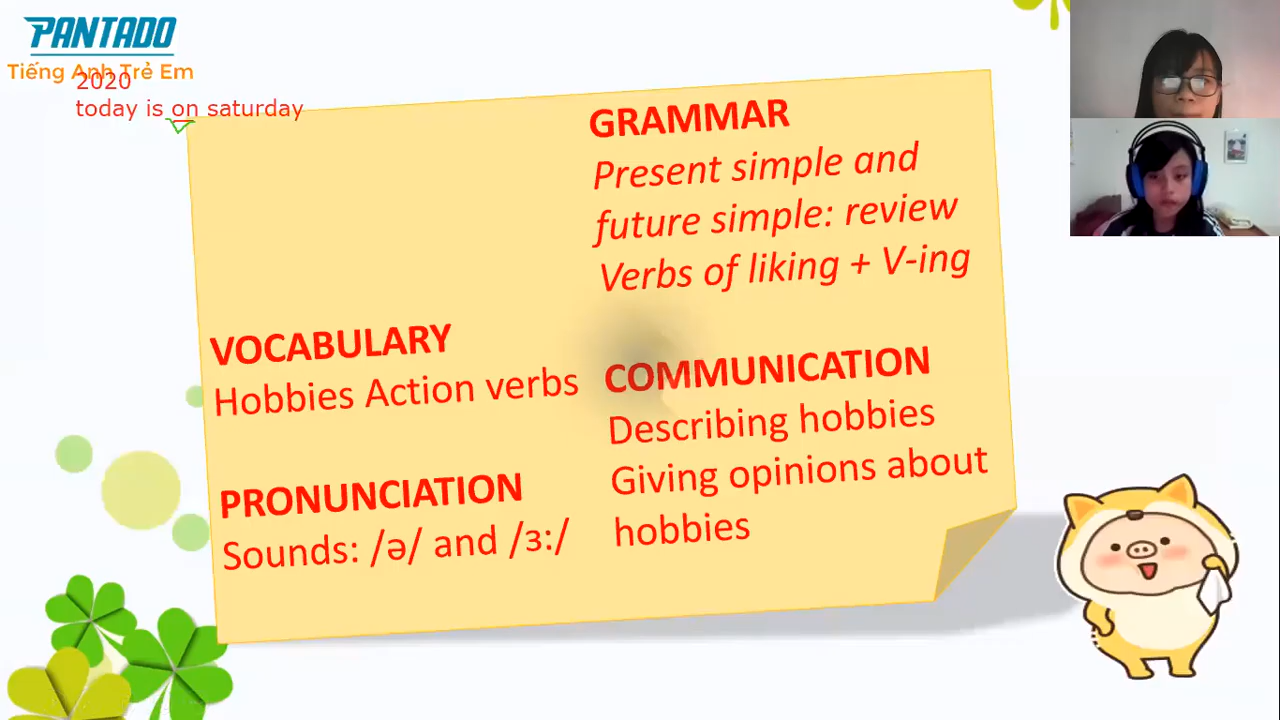 PANTADO
Tiếng Anh Trẻ Em
2020
today is on saturday
VOCABULARY
Hobbies Action verbs
PRONUNCIATION
Sounds: /ə/ and /ɜ:/
GRAMMAR
Present simple and
future simple: review
Verbs of liking + V-ing
COMMUNICATION
Describing hobbies
Giving opinions about
hobbies